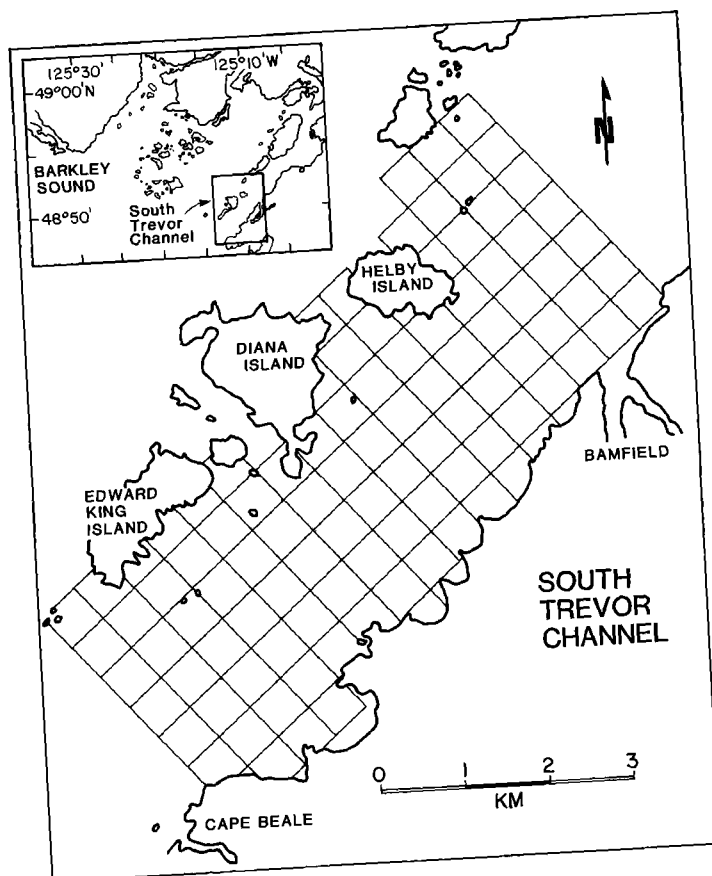 125°30'
125°10'W
49°00'N
BARKLEY
SOUND
48°50'
South
Trevor
Channel
N
HELBY
ISLAND
DIANA
ISLAND
EDWARD
KING
ISLAND
BAMFIELD
SOUTH
TREVOR
CHANNEL
0 1 2 3
KM
CAPE BEALE